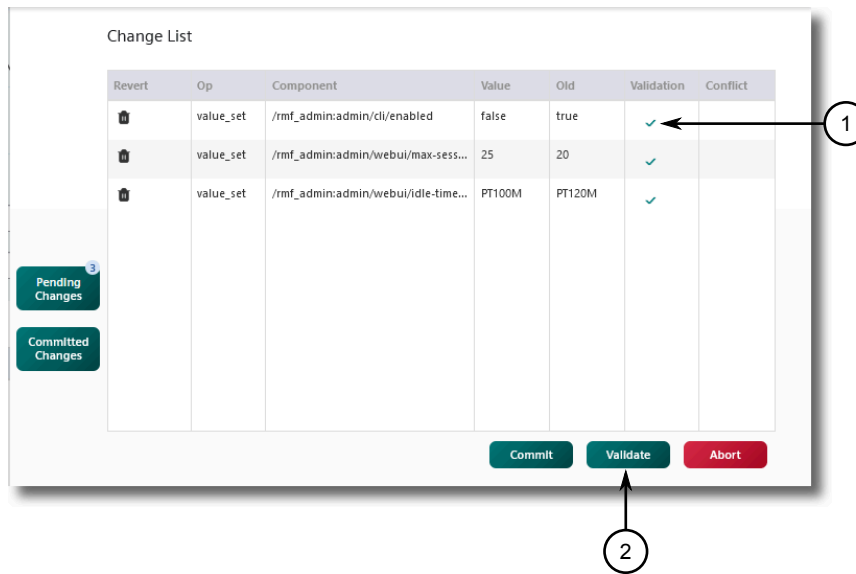 Change List
Revert Op Component Value Old Validation Conflict
value_set /rmf_admin:admin/cli/enabled false true
1
value_set /rmf_admin:admin/webui/max-sess... 25 20
value_set /rmf_admin:admin/webui/idle-time... PT100M PT120M
3
Pending
Changes
Committed
Changes
Commit Validate Abort
2